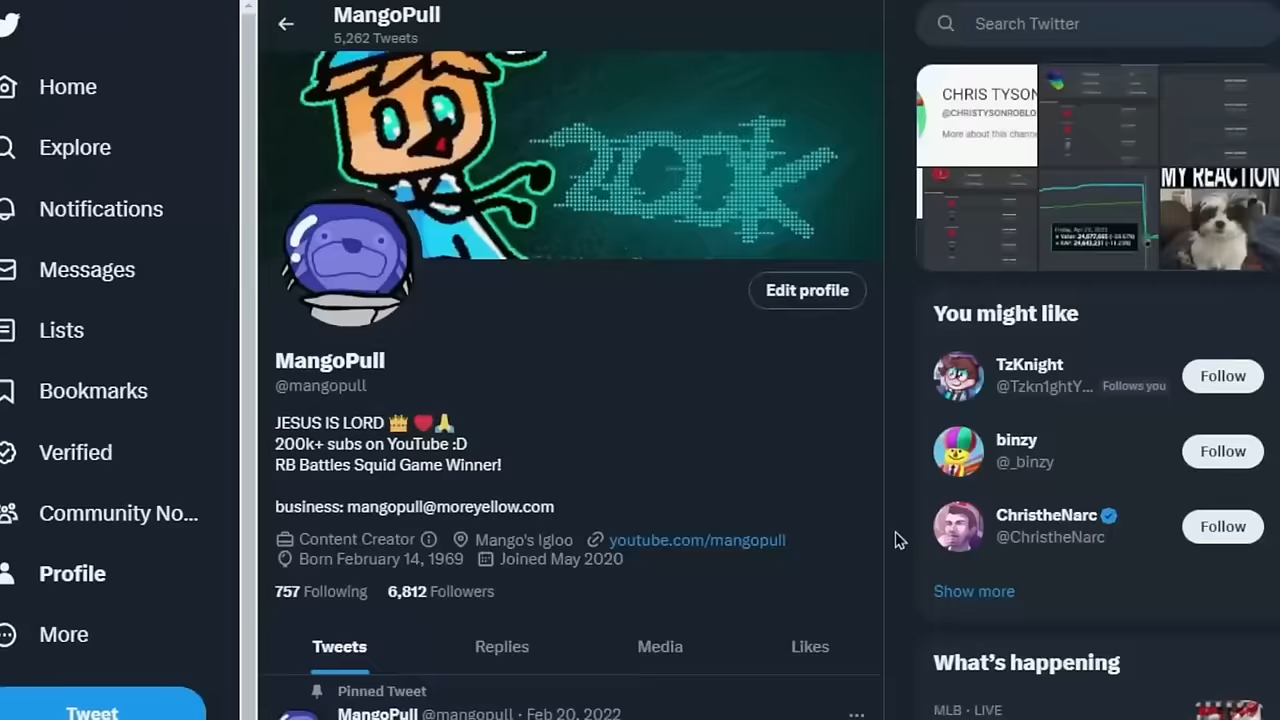 Home
Explore
Notifications
Messages
Lists
Bookmarks
Verified
Community No...
Profile
More
Tweet
MangoPull
5,262 Tweets
200k
Edit profile
MangoPull
@mangopull
JESUS IS LORD 👑 ❤️🙏
200k+ subs on YouTube :D
RB Battles Squid Game Winner!
business: mangopull@moreyellow.com
Content Creator Mango's Igloo youtube.com/mangopull
Born February 14, 1969 Joined May 2020
757 Following 6,812 Followers
Tweets Replies Media Likes
Pinned Tweet
MangoPull @mangopull · Feb 20, 2022
Search Twitter
CHRIS TYSON
@CHRISTYSONROBLO
More about this channe
MY REACTION
You might like
TzKnight
@Tzkn1ghtY... Follows you
Follow
binzy
@_binzy
Follow
ChristheNarc
@ChristheNarc
Follow
Show more
What's happening
MLB · LIVE